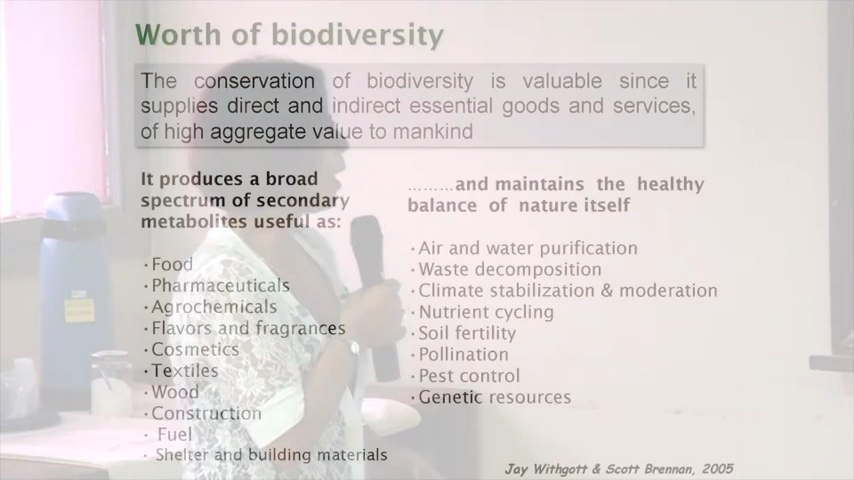 Worth of biodiversity
The conservation of biodiversity is valuable since it
supplies direct and indirect essential goods and services,
of high aggregate value to mankind
It produces a broad
spectrum of secondary
metabolites useful as:
·Food
·Pharmaceuticals
·Agrochemicals
·Flavors and fragrances
·Cosmetics
·Textiles
·Wood
·Construction
· Fuel
· Shelter and building materials
.........and maintains the healthy
balance of nature itself
·Air and water purification
·Waste decomposition
·Climate stabilization & moderation
·Nutrient cycling
·Soil fertility
·Pollination
·Pest control
·Genetic resources
Jay Withgott & Scott Brennan, 2005